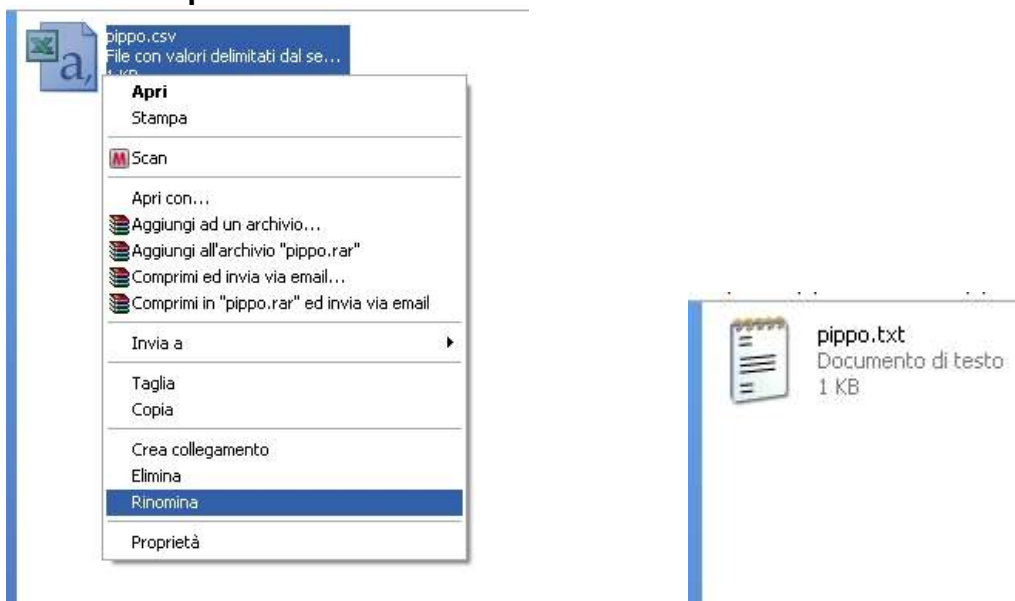 pippo.csv
File con valori delimitati dal se...
1 KB
Apri
Stampa
Scan
Apri con...
Aggiungi ad un archivio...
Aggiungi all'archivio "pippo.rar"
Comprimi ed invia via email...
Comprimi in "pippo.rar" ed invia via email
Invia a
Taglia
Copia
Crea collegamento
Elimina
Rinomina
Proprietà
pippo.txt
Documento di testo
1 KB